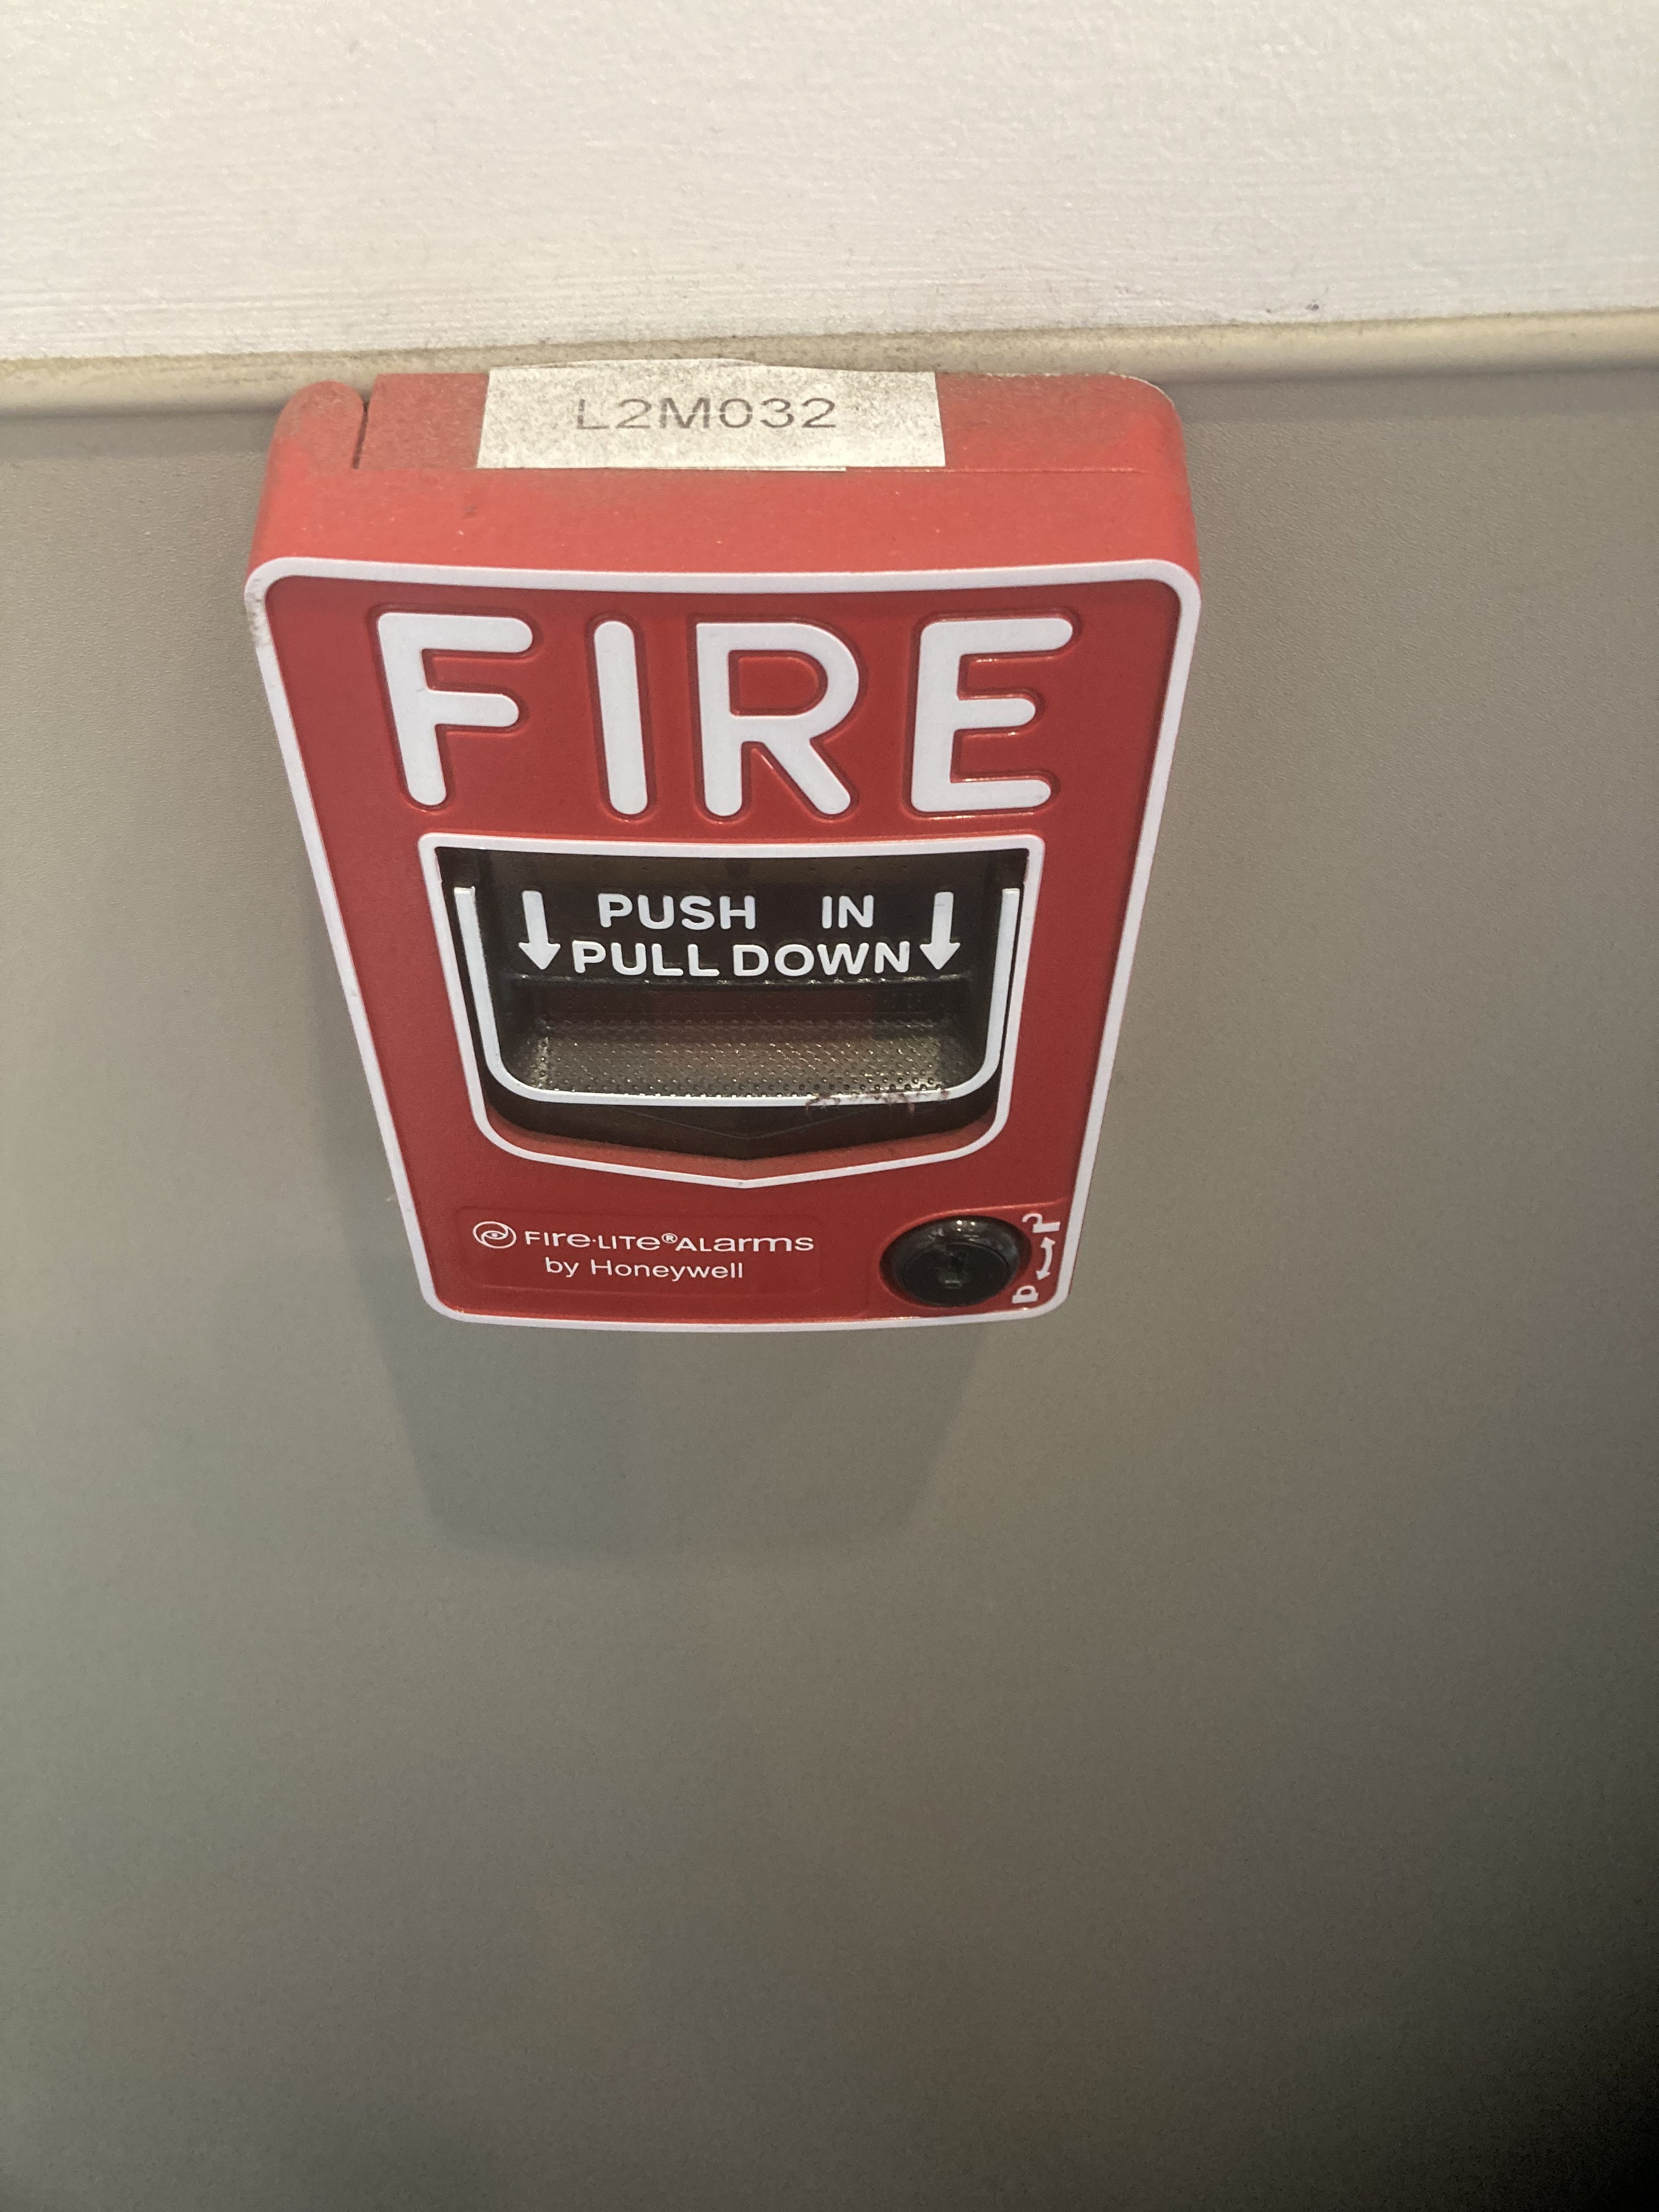 L2M032
FIRE
PUSH IN
PULL DOWN
FIRE·LITE®ALARMS
by Honeywell